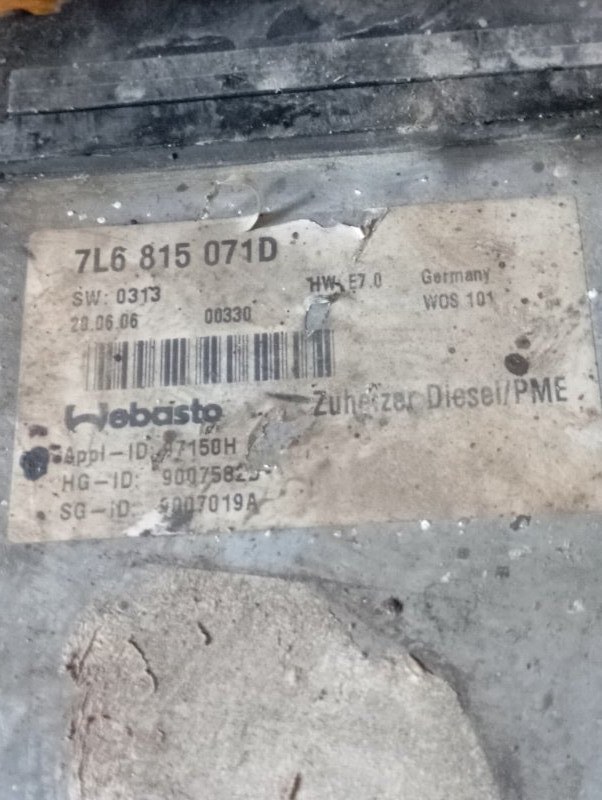 7L6 815 071D
SW: 0313 HW: E7.0 Germany
20.06.06 00330 WOS 101
Webasto Zuheizer Diesel/PME
Appl-ID:
HG-ID:
SG-ID: 9007019A